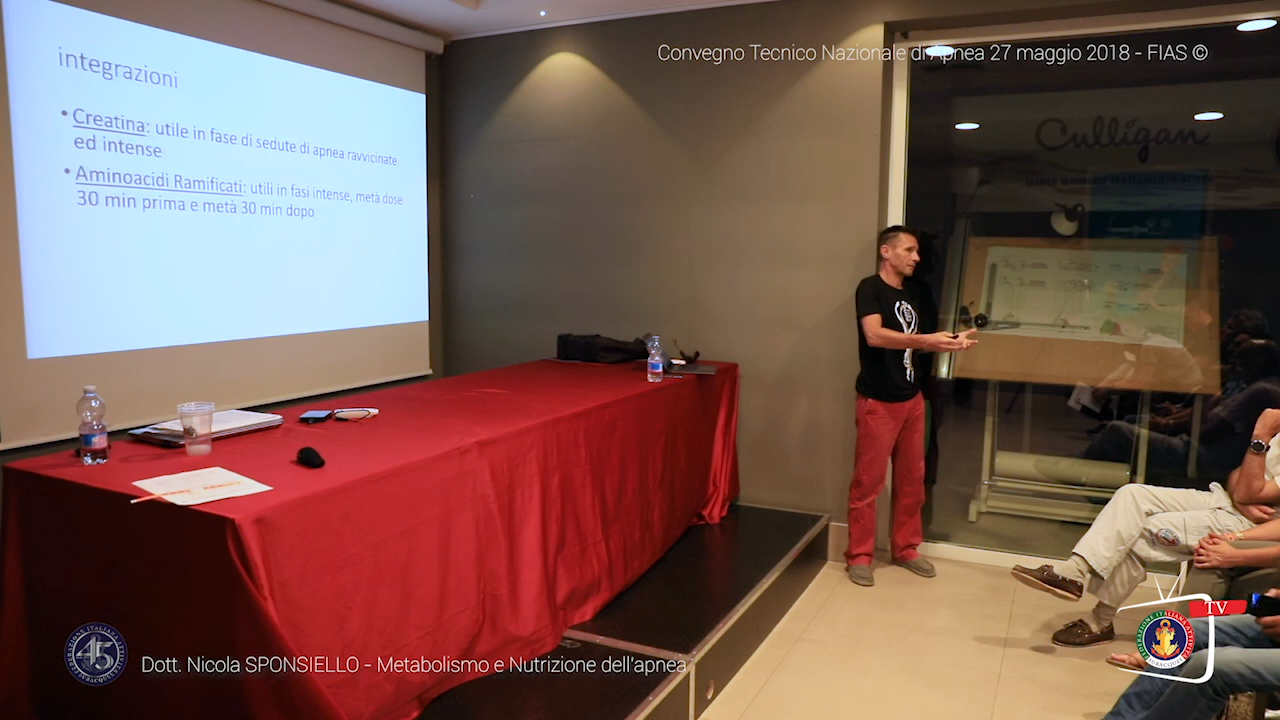 Convegno Tecnico Nazionale di Apnea 27 maggio 2018 - FIAS ©
integrazioni
• Creatina: utile in fase di sedute di apnea ravvicinate
ed intense
• Aminoacidi Ramificati: utili in fasi intense, metà dose
30 min prima e metà 30 min dopo
Culligan
45
Dott. Nicola SPONSIELLO - Metabolismo e Nutrizione dell'apnea
TV